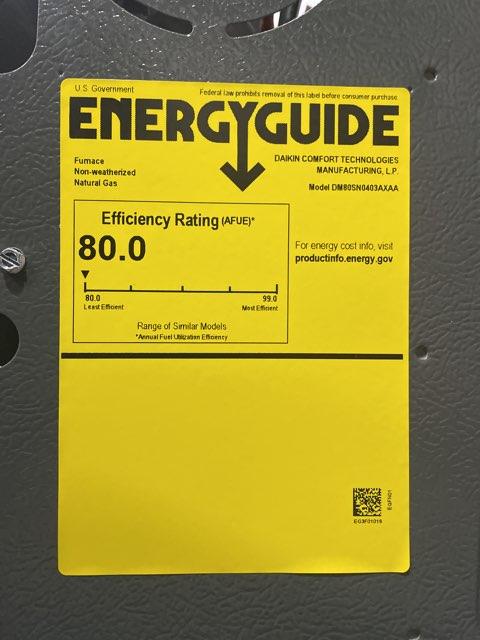 U.S. Government
Federal law prohibits removal of this label before consumer purchase.
ENERGYGUIDE
Furnace
Non-weatherized
Natural Gas
DAIKIN COMFORT TECHNOLOGIES
MANUFACTURING, L.P.
Model DM80SN0403AXAA
Efficiency Rating (AFUE)*
80.0
80.0
99.0
Least Efficient
Most Efficient
Range of Similar Models
*Annual Fuel Utilization Efficiency
For energy cost info, visit
productinfo.energy.gov
EG3F01019